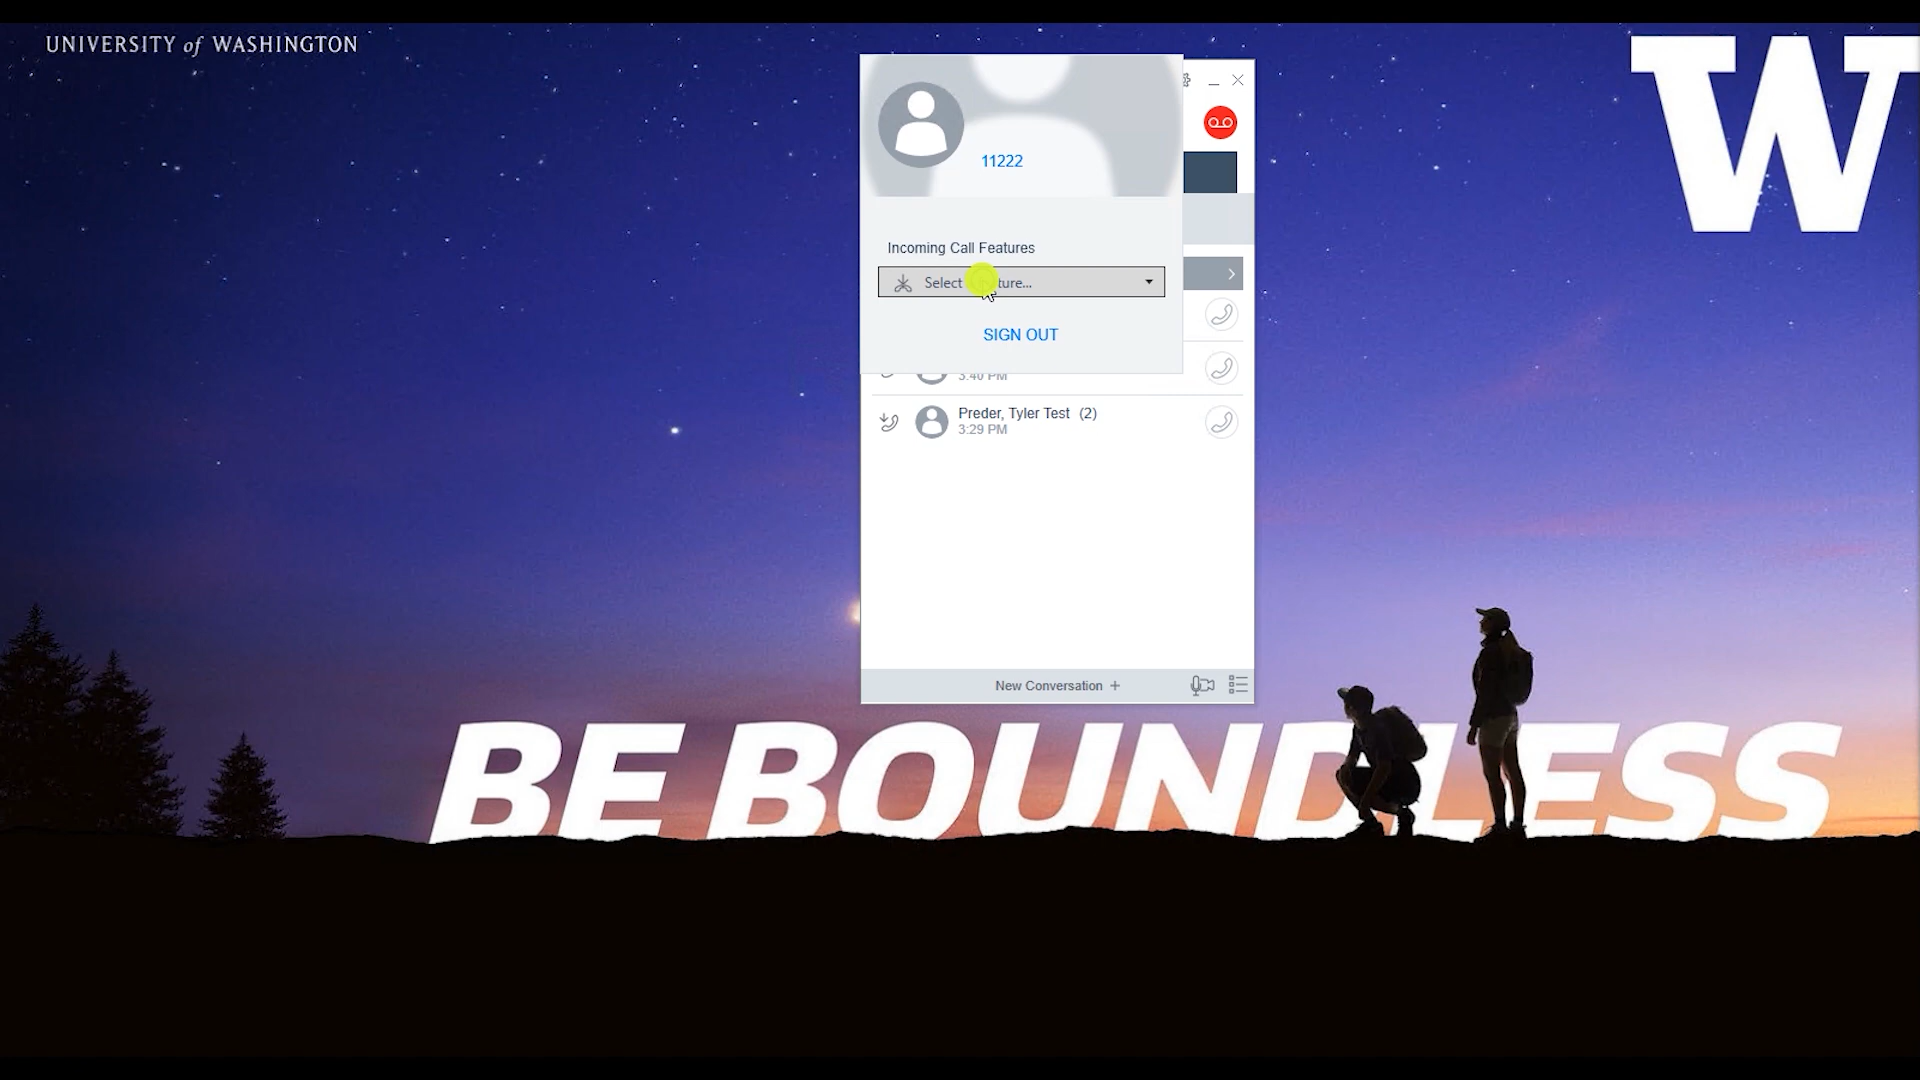 UNIVERSITY of WASHINGTON
W
11222
Incoming Call Features
Select ture...
SIGN OUT
3:40 PM
Preder, Tyler Test (2)
3:29 PM
New Conversation +
BE BOUNDLESS